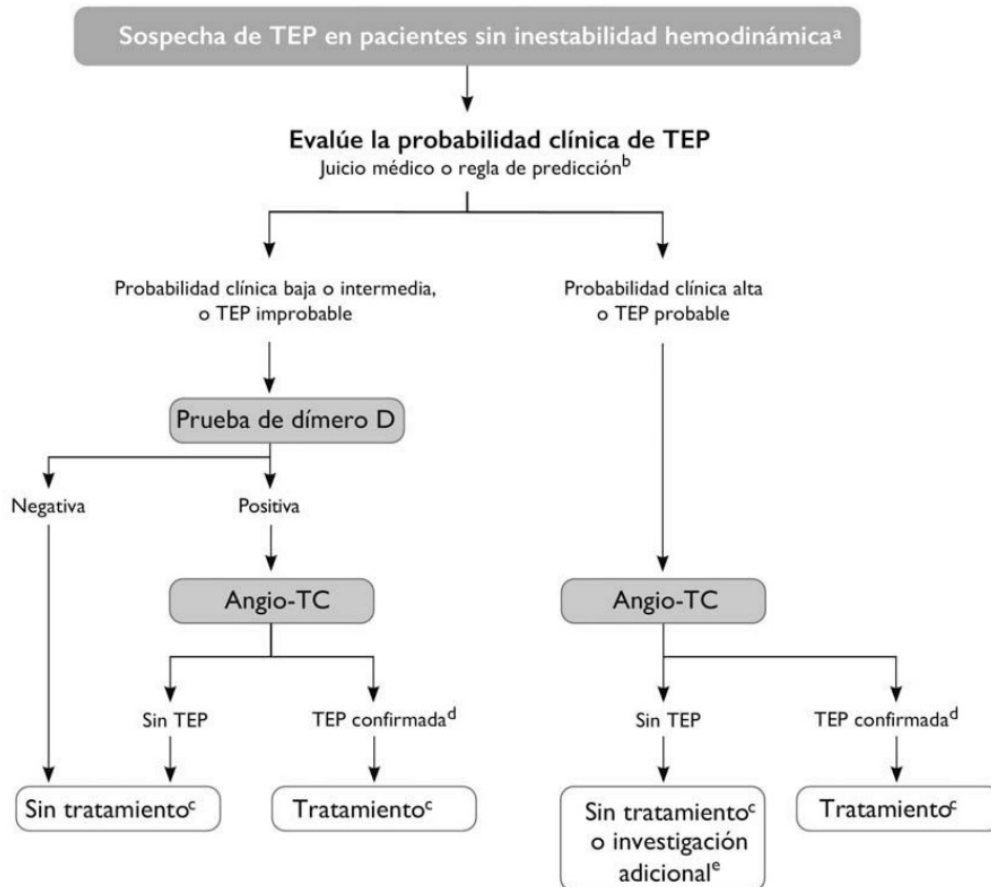 Sospecha de TEP en pacientes sin inestabilidad hemodinámicaᵃ
Evalúe la probabilidad clínica de TEP
Juicio médico o regla de predicciónᵇ
Probabilidad clínica baja o intermedia,
o TEP improbable
Probabilidad clínica alta
o TEP probable
Prueba de dímero D
Negativa
Positiva
Angio-TC
Angio-TC
Sin TEP
TEP confirmadaᵈ
Sin TEP
TEP confirmadaᵈ
Sin tratamientoᶜ
Tratamientoᶜ
Sin tratamientoᶜ
o investigación
adicionalᵉ
Tratamientoᶜ